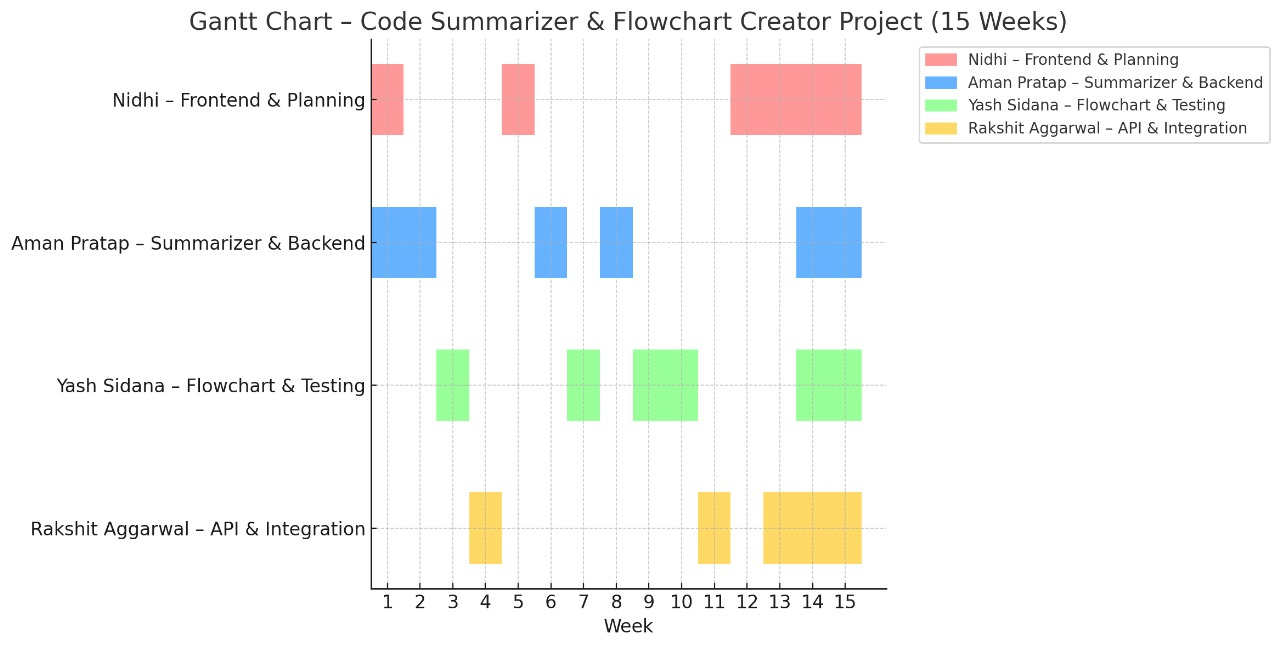 Gantt Chart – Code Summarizer & Flowchart Creator Project (15 Weeks)
Nidhi – Frontend & Planning
Aman Pratap – Summarizer & Backend
Yash Sidana – Flowchart & Testing
Rakshit Aggarwal – API & Integration
Nidhi – Frontend & Planning
Aman Pratap – Summarizer & Backend
Yash Sidana – Flowchart & Testing
Rakshit Aggarwal – API & Integration
1 2 3 4 5 6 7 8 9 10 11 12 13 14 15
Week